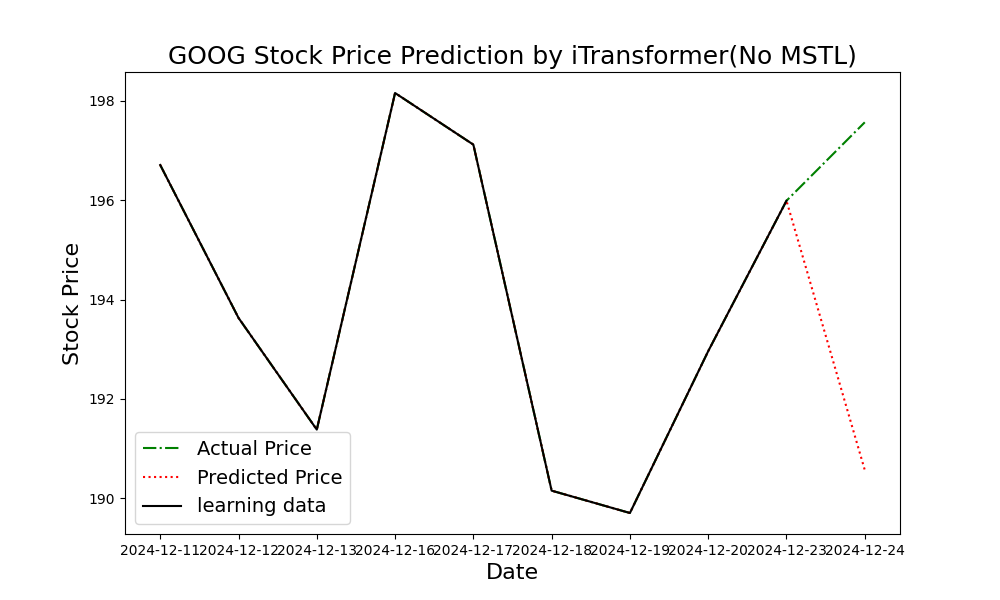 GOOG Stock Price Prediction by iTransformer(No MSTL)
198
196
194
192
190
Stock Price
Actual Price
Predicted Price
learning data
2024-12-11 2024-12-12 2024-12-13 2024-12-16 2024-12-17 2024-12-18 2024-12-19 2024-12-20 2024-12-23 2024-12-24
Date